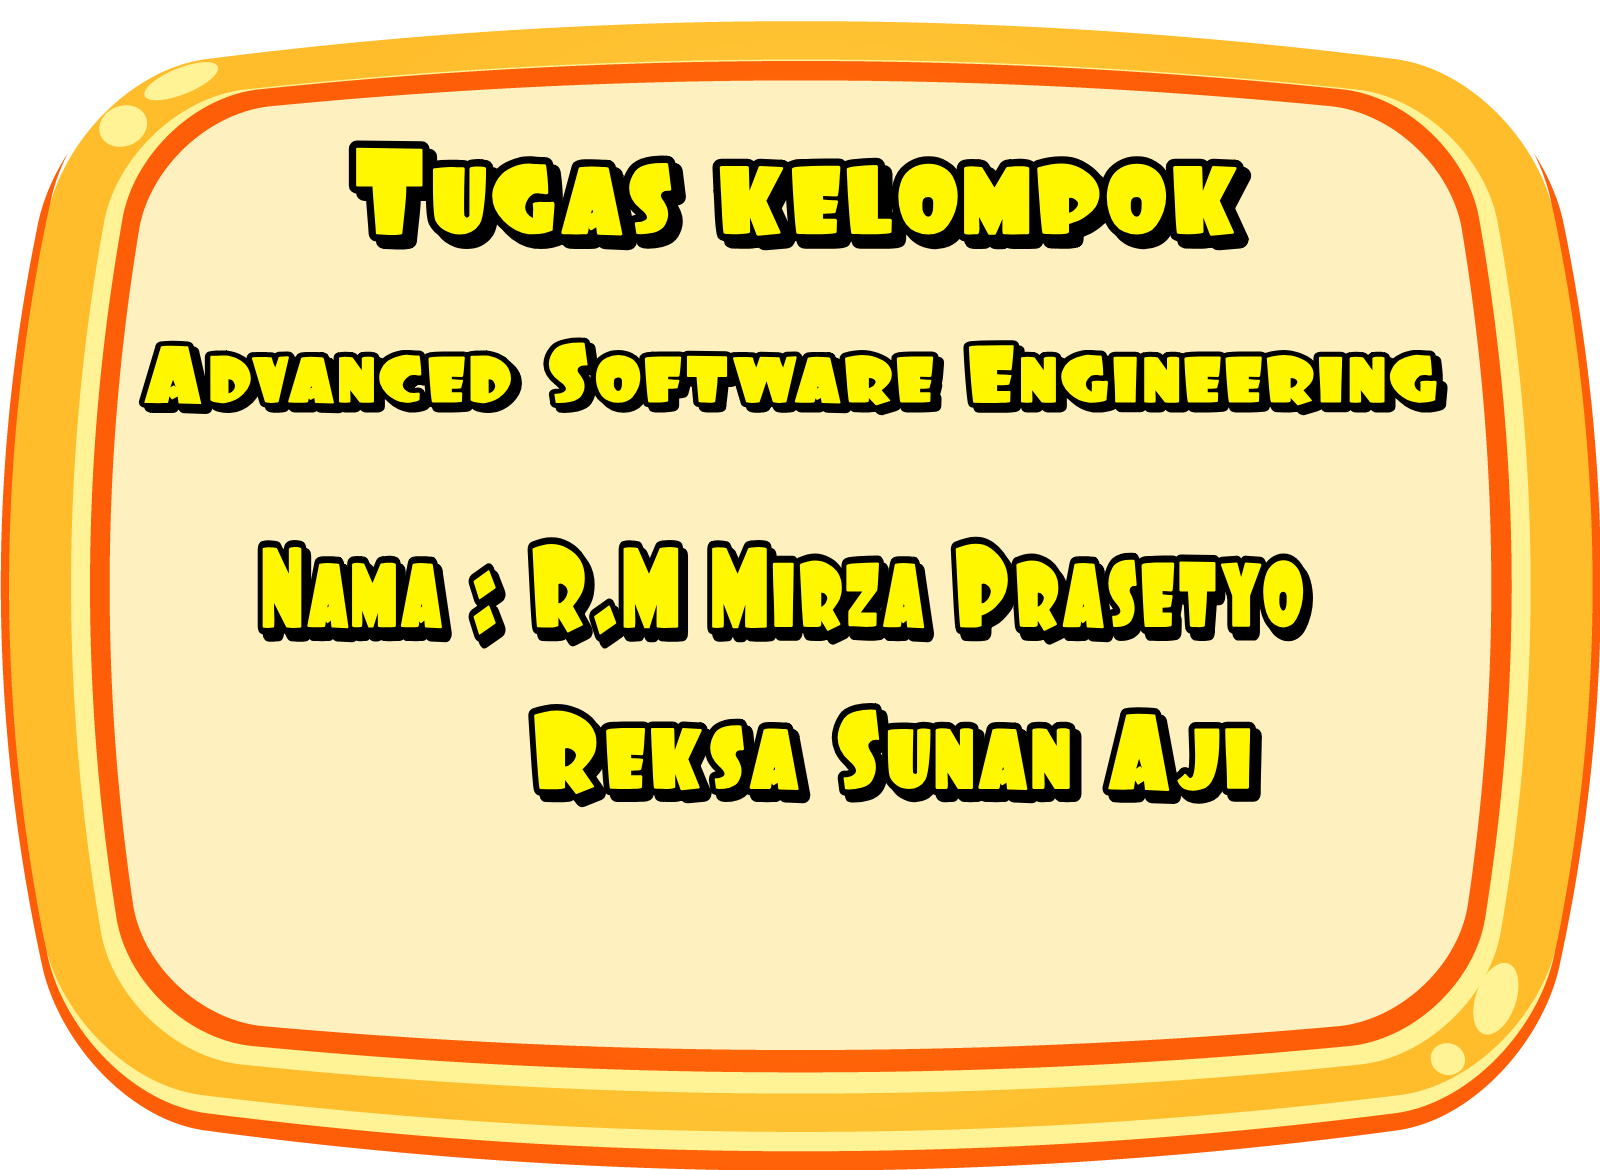 Tugas kelompok
Advanced Software Engineering
Nama : R.M Mirza Prasetyo
Reksa Sunan Aji